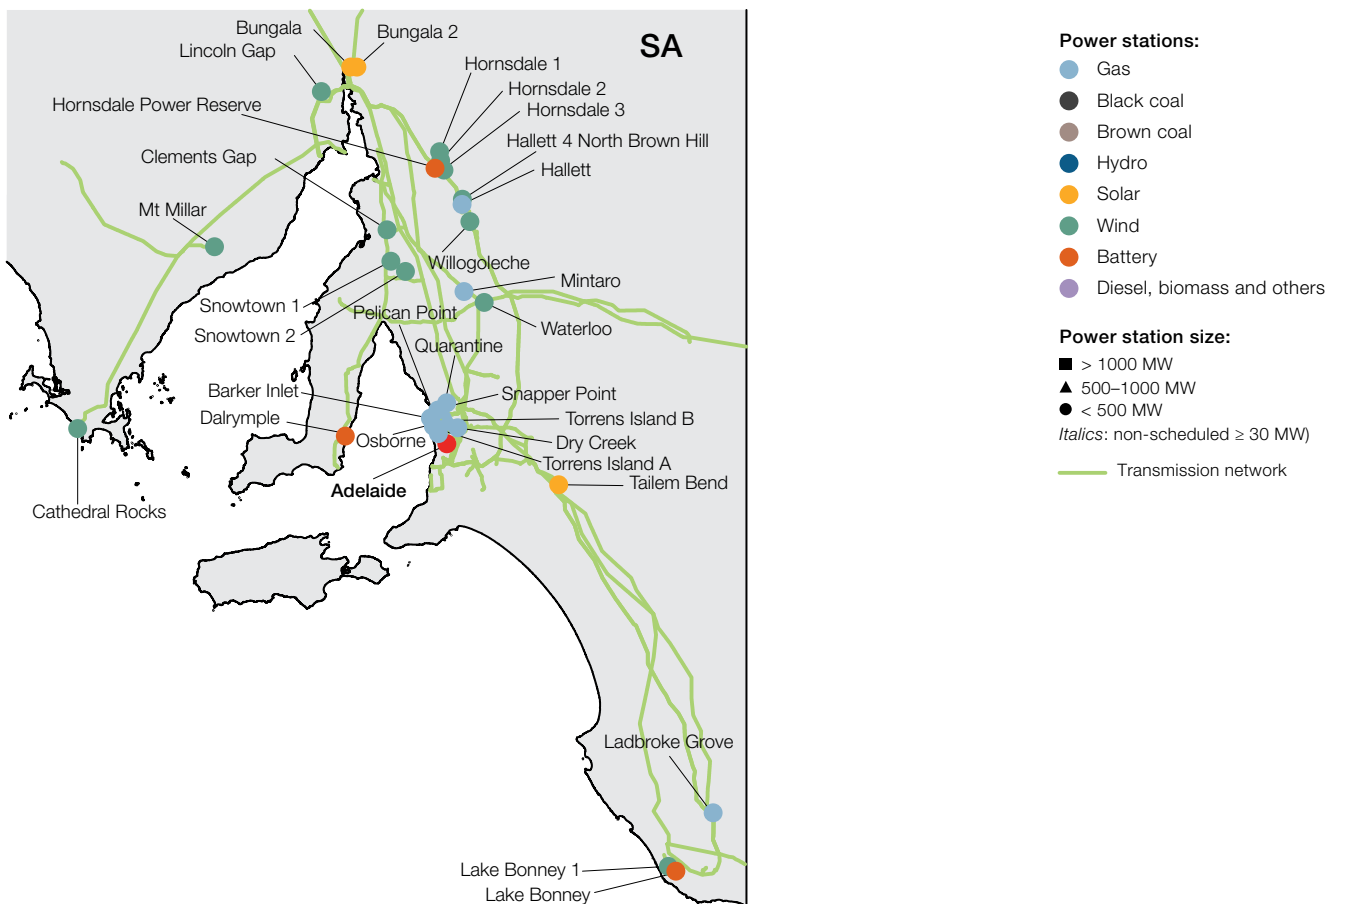 Bungala
Bungala 2
SA
Lincoln Gap
Hornsdale 1
Hornsdale 2
Hornsdale Power Reserve
Hornsdale 3
Hallett 4 North Brown Hill
Clements Gap
Hallett
Mt Millar
Willogoleche
Mintaro
Snowtown 1
Pelican Point
Snowtown 2
Waterloo
Quarantine
Barker Inlet
Snapper Point
Dalrymple
Torrens Island B
Osborne
Dry Creek
Torrens Island A
Adelaide
Tailem Bend
Cathedral Rocks
Ladbroke Grove
Lake Bonney 1
Lake Bonney
Power stations:
Gas
Black coal
Brown coal
Hydro
Solar
Wind
Battery
Diesel, biomass and others
Power station size:
> 1000 MW
500–1000 MW
< 500 MW
Italics: non-scheduled ≥ 30 MW)
Transmission network